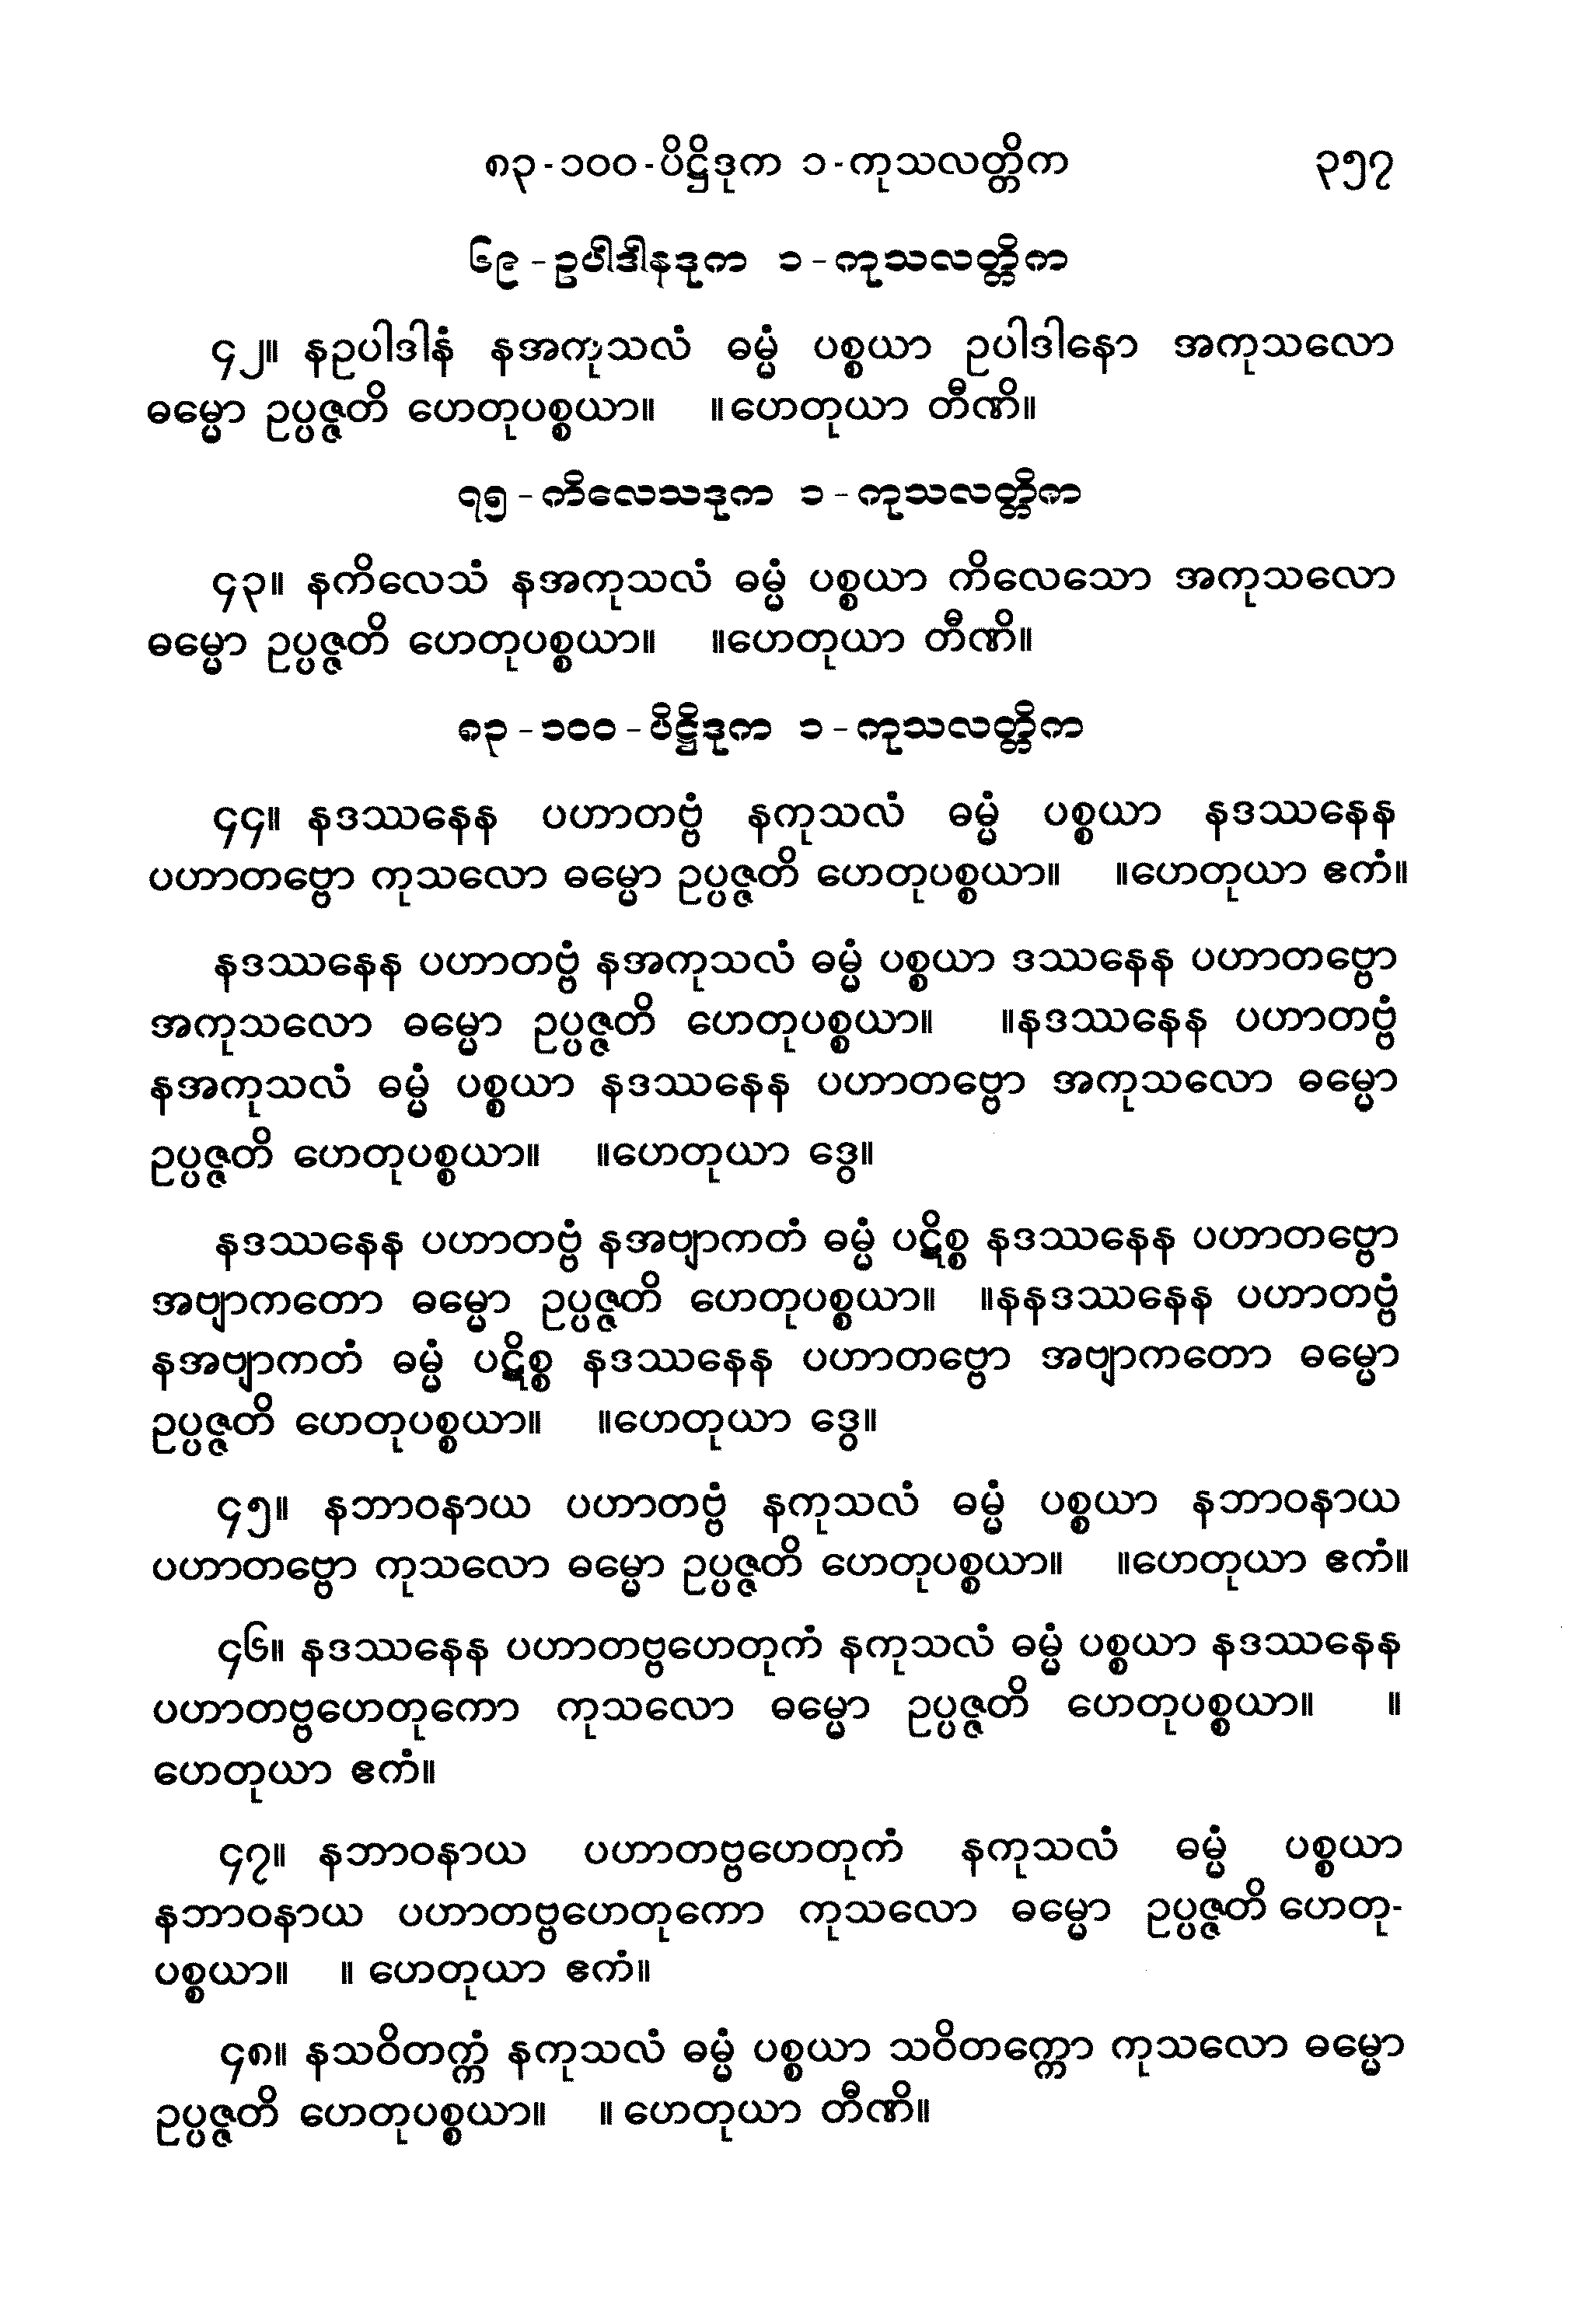 ၈၃-၁၀၀-ပိဋ္ဌိဒုက ၁-ကုသလတ္တိက ၃၅၇
၆၉-ဥပါဒါနဒုက ၁-ကုသလတ္တိက
၄၂။ နဥပါဒါနံ နအကုသလံ ဓမ္မံ ပစ္စယာ ဥပါဒါနော အကုသလော
ဓမ္မော ဥပ္ပဇ္ဇတိ ဟေတုပစ္စယာ။ ။ဟေတုယာ တီဏိ။
၇၅-ကိလေသဒုက ၁-ကုသလတ္တိက
၄၃။ နကိလေသံ နအကုသလံ ဓမ္မံ ပစ္စယာ ကိလေသော အကုသလော
ဓမ္မော ဥပ္ပဇ္ဇတိ ဟေတုပစ္စယာ။ ။ဟေတုယာ တီဏိ။
၈၃-၁၀၀-ပိဋ္ဌိဒုက ၁-ကုသလတ္တိက
၄၄။ နဒဿနေန ပဟာတဗ္ဗံ နကုသလံ ဓမ္မံ ပစ္စယာ နဒဿနေန
ပဟာတဗ္ဗော ကုသလော ဓမ္မော ဥပ္ပဇ္ဇတိ ဟေတုပစ္စယာ။ ။ဟေတုယာ ဧကံ။
နဒဿနေန ပဟာတဗ္ဗံ နအကုသလံ ဓမ္မံ ပစ္စယာ ဒဿနေန ပဟာတဗ္ဗော
အကုသလော ဓမ္မော ဥပ္ပဇ္ဇတိ ဟေတုပစ္စယာ။ ။နဒဿနေန ပဟာတဗ္ဗံ
နအကုသလံ ဓမ္မံ ပစ္စယာ နဒဿနေန ပဟာတဗ္ဗော အကုသလော ဓမ္မော
ဥပ္ပဇ္ဇတိ ဟေတုပစ္စယာ။ ။ဟေတုယာ ဒွေ။
နဒဿနေန ပဟာတဗ္ဗံ နအဗျာကတံ ဓမ္မံ ပဋိစ္စ နဒဿနေန ပဟာတဗ္ဗော
အဗျာကတော ဓမ္မော ဥပ္ပဇ္ဇတိ ဟေတုပစ္စယာ။ ။နနဒဿနေန ပဟာတဗ္ဗံ
နအဗျာကတံ ဓမ္မံ ပဋိစ္စ နဒဿနေန ပဟာတဗ္ဗော အဗျာကတော ဓမ္မော
ဥပ္ပဇ္ဇတိ ဟေတုပစ္စယာ။ ။ဟေတုယာ ဒွေ။
၄၅။ နဘာဝနာယ ပဟာတဗ္ဗံ နကုသလံ ဓမ္မံ ပစ္စယာ နဘာဝနာယ
ပဟာတဗ္ဗော ကုသလော ဓမ္မော ဥပ္ပဇ္ဇတိ ဟေတုပစ္စယာ။ ။ဟေတုယာ ဧကံ။
၄၆။ နဒဿနေန ပဟာတဗ္ဗဟေတုကံ နကုသလံ ဓမ္မံ ပစ္စယာ နဒဿနေန
ပဟာတဗ္ဗဟေတုကော ကုသလော ဓမ္မော ဥပ္ပဇ္ဇတိ ဟေတုပစ္စယာ။ ။
ဟေတုယာ ဧကံ။
၄၇။ နဘာဝနာယ ပဟာတဗ္ဗဟေတုကံ နကုသလံ ဓမ္မံ ပစ္စယာ
နဘာဝနာယ ပဟာတဗ္ဗဟေတုကော ကုသလော ဓမ္မော ဥပ္ပဇ္ဇတိ ဟေတု-
ပစ္စယာ။ ။ ဟေတုယာ ဧကံ။
၄၈။ နသဝိတက္ကံ နကုသလံ ဓမ္မံ ပစ္စယာ သဝိတက္ကော ကုသလော ဓမ္မော
ဥပ္ပဇ္ဇတိ ဟေတုပစ္စယာ။ ။ ဟေတုယာ တီဏိ။